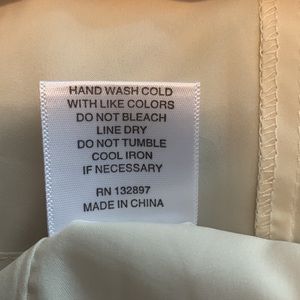 HAND WASH COLD
WITH LIKE COLORS
DO NOT BLEACH
LINE DRY
DO NOT TUMBLE
COOL IRON
IF NECESSARY
RN 132897
MADE IN CHINA